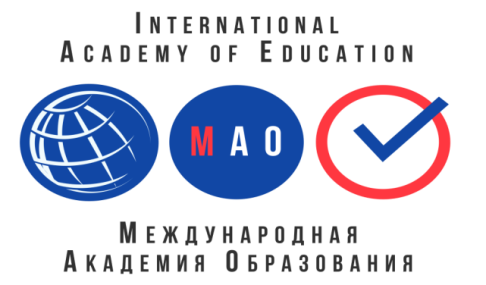 International
Academy of Education
МАО
Международная
Академия Образования